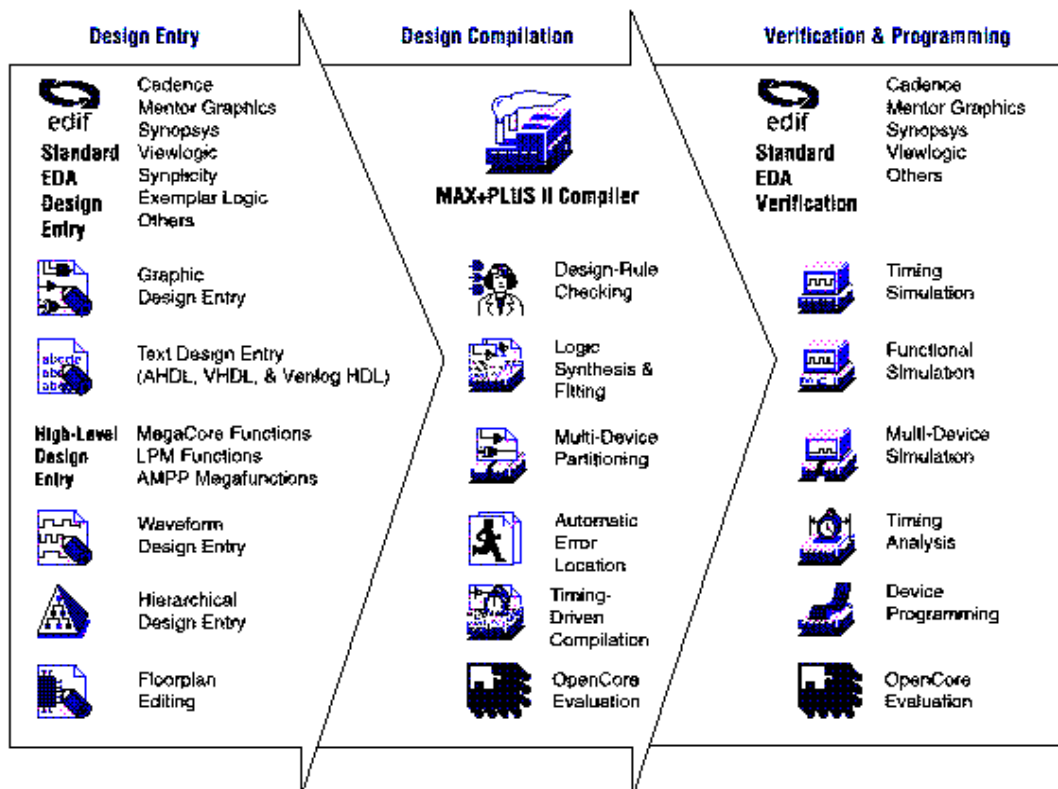 Design Entry
Design Compilation
Verification & Programming
edif
Standard
EDA
Design
Entry
Cadence
Mentor Graphics
Synopsys
Viewlogic
Synplicity
Exemplar Logic
Others
Graphic
Design Entry
abcde
Text Design Entry
(AHDL, VHDL, & Verilog HDL)
High-Level
Design
Entry
MegaCore Functions
LPM Functions
AMPP Megafunctions
Waveform
Design Entry
Hierarchical
Design Entry
Floorplan
Editing
MAX+PLUS II Compiler
Design-Rule
Checking
Logic
Synthesis &
Fitting
Multi-Device
Partitioning
Automatic
Error
Location
Timing-
Driven
Compilation
OpenCore
Evaluation
edif
Standard
EDA
Verification
Cadence
Mentor Graphics
Synopsys
Viewlogic
Others
Timing
Simulation
Functional
Simulation
Multi-Device
Simulation
Timing
Analysis
Device
Programming
OpenCore
Evaluation